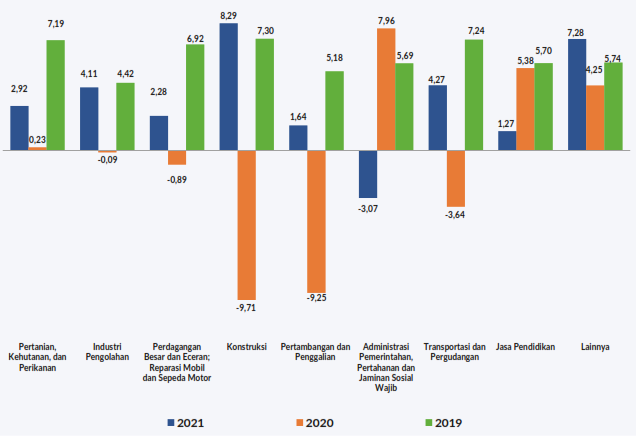 2,92
0,23
7,19
4,11
-0,09
4,42
2,28
-0,89
6,92
8,29
-9,71
7,30
1,64
-9,25
5,18
-3,07
7,96
5,69
4,27
-3,64
7,24
1,27
5,38
5,70
7,28
4,25
5,74
Pertanian,
Kehutanan, dan
Perikanan
Industri
Pengolahan
Perdagangan
Besar dan Eceran;
Reparasi Mobil
dan Sepeda Motor
Konstruksi
Pertambangan dan
Penggalian
Administrasi
Pemerintahan,
Pertahanan dan
Jaminan Sosial
Wajib
Transportasi dan
Pergudangan
Jasa Pendidikan
Lainnya
2021
2020
2019